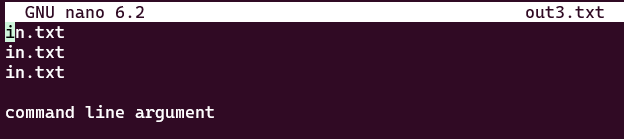 GNU nano 6.2 out3.txt
in.txt
in.txt
in.txt
command line argument